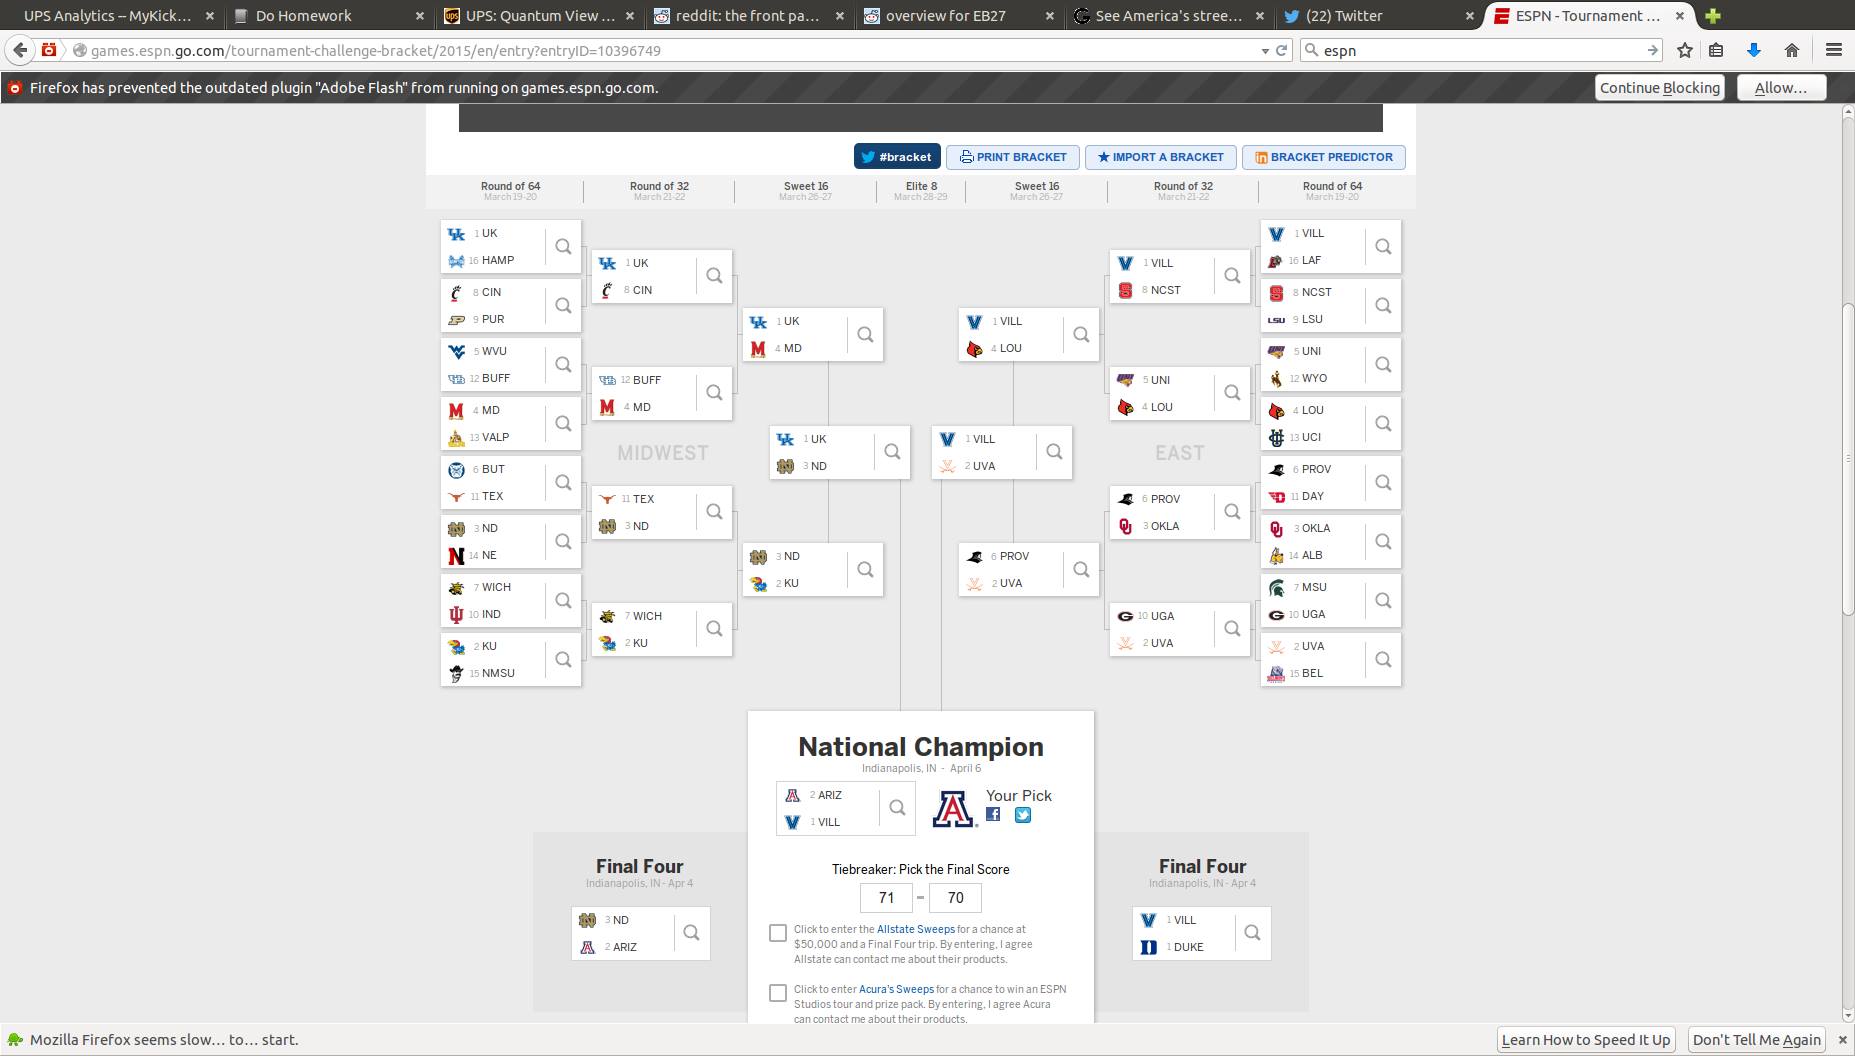 UPS Analytics -- MyKick...
Do Homework
UPS: Quantum View ...
reddit: the front pa...
overview for EB27
See America's stree...
(22) Twitter
ESPN - Tournament ...
games.espn.go.com/tournament-challenge-bracket/2015/en/entry?entryID=10396749
espn
Firefox has prevented the outdated plugin "Adobe Flash" from running on games.espn.go.com.
Continue Blocking
Allow...
#bracket
PRINT BRACKET
IMPORT A BRACKET
BRACKET PREDICTOR
Round of 64
March 19-20
Round of 32
March 21-22
Sweet 16
March 26-27
Elite 8
March 28-29
Sweet 16
March 26-27
Round of 32
March 21-22
Round of 64
March 19-20
1 UK
16 HAMP
8 CIN
9 PUR
5 WVU
12 BUFF
4 MD
13 VALP
6 BUT
11 TEX
3 ND
14 NE
7 WICH
10 IND
2 KU
15 NMSU
1 UK
8 CIN
12 BUFF
4 MD
MIDWEST
11 TEX
3 ND
7 WICH
2 KU
1 UK
4 MD
1 UK
3 ND
3 ND
2 KU
1 VILL
4 LOU
1 VILL
2 UVA
6 PROV
2 UVA
1 VILL
8 NCST
5 UNI
4 LOU
EAST
6 PROV
3 OKLA
10 UGA
2 UVA
1 VILL
16 LAF
8 NCST
LSU
9 LSU
5 UNI
12 WYO
4 LOU
13 UCI
6 PROV
11 DAY
3 OKLA
14 ALB
7 MSU
10 UGA
2 UVA
15 BEL
National Champion
Indianapolis, IN - April 6
2 ARIZ
1 VILL
Your Pick
Tiebreaker: Pick the Final Score
71 - 70
Click to enter the Allstate Sweeps for a chance at
$50,000 and a Final Four trip. By entering, I agree
Allstate can contact me about their products.
Click to enter Acura's Sweeps for a chance to win an ESPN
Studios tour and prize pack. By entering, I agree Acura
can contact me about their products.
Final Four
Indianapolis, IN - Apr 4
3 ND
2 ARIZ
Final Four
Indianapolis, IN - Apr 4
1 VILL
1 DUKE
Mozilla Firefox seems slow... to... start.
Learn How to Speed It Up
Don't Tell Me Again